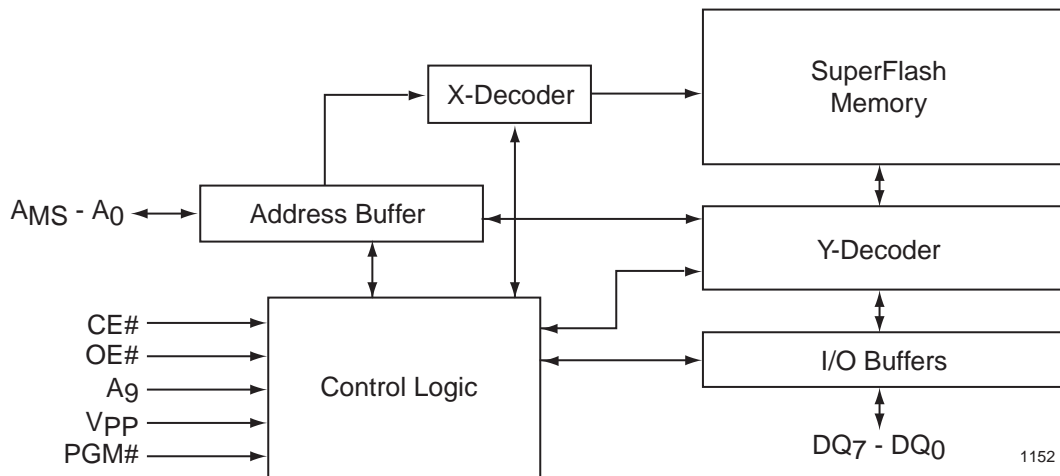 SuperFlash
Memory
X-Decoder
AMS - A0
Address Buffer
Y-Decoder
CE#
OE#
A9
VPP
PGM#
Control Logic
I/O Buffers
DQ7 - DQ0
1152